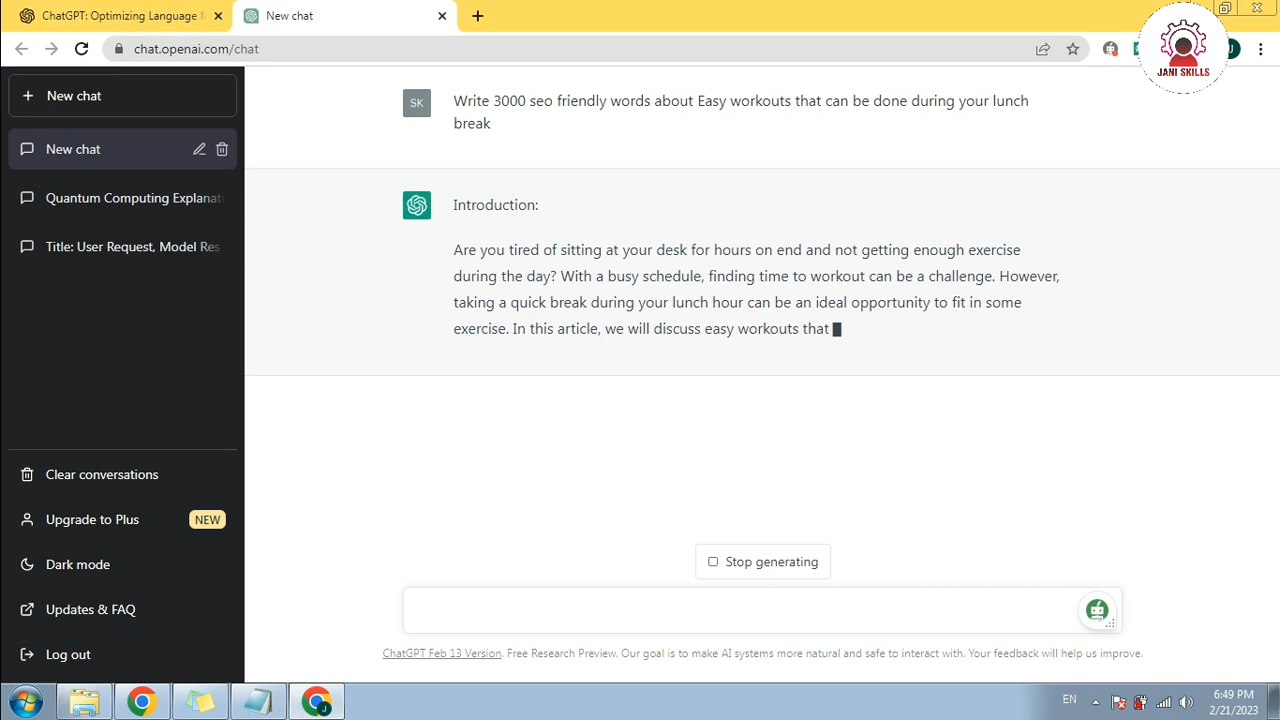 ChatGPT: Optimizing Language
New chat
chat.openai.com/chat
JANI SKILLS
New chat
New chat
Quantum Computing Explanat
Title: User Request, Model Res
Clear conversations
Upgrade to Plus
NEW
Dark mode
Updates & FAQ
Log out
SK
Write 3000 seo friendly words about Easy workouts that can be done during your lunch
break
Introduction:
Are you tired of sitting at your desk for hours on end and not getting enough exercise
during the day? With a busy schedule, finding time to workout can be a challenge. However,
taking a quick break during your lunch hour can be an ideal opportunity to fit in some
exercise. In this article, we will discuss easy workouts that
Stop generating
ChatGPT Feb 13 Version. Free Research Preview. Our goal is to make AI systems more natural and safe to interact with. Your feedback will help us improve.
J
EN
6:49 PM
2/21/2023